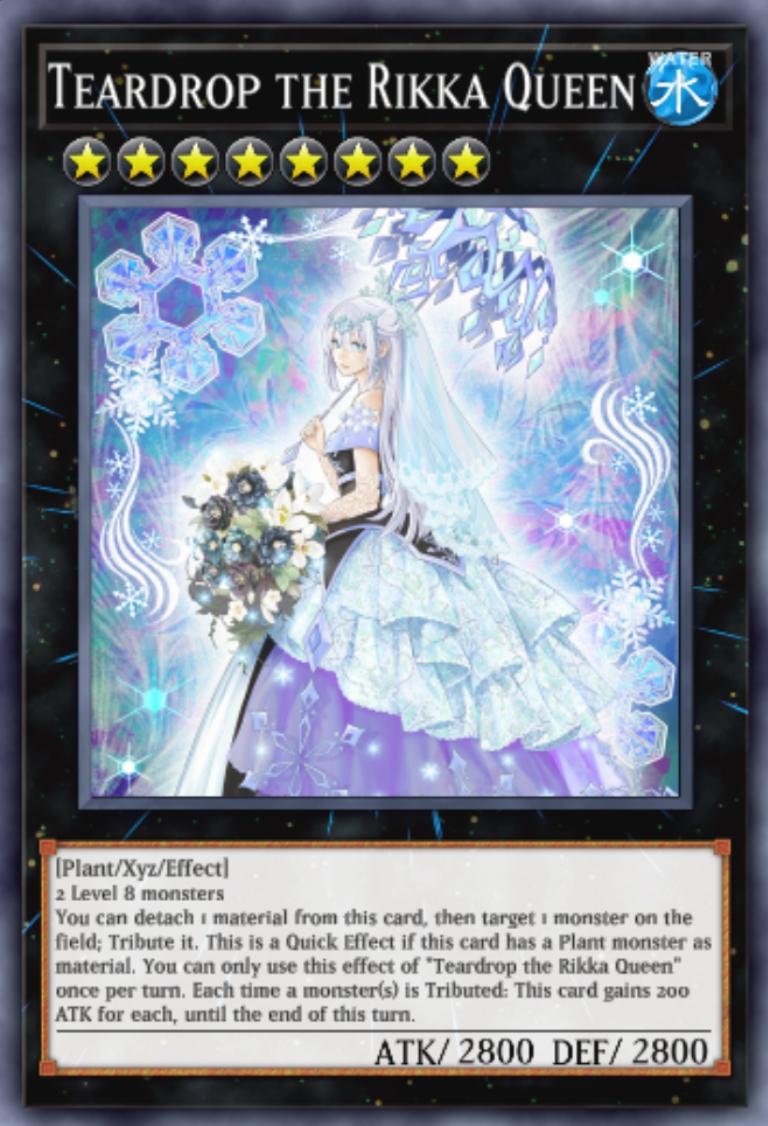 Teardrop the Rikka Queen
WATER
水
[Plant/Xyz/Effect]
2 Level 8 monsters
You can detach 1 material from this card, then target 1 monster on the
field; Tribute it. This is a Quick Effect if this card has a Plant monster as
material. You can only use this effect of "Teardrop the Rikka Queen"
once per turn. Each time a monster(s) is Tributed: This card gains 200
ATK for each, until the end of this turn.
ATK/ 2800 DEF/ 2800